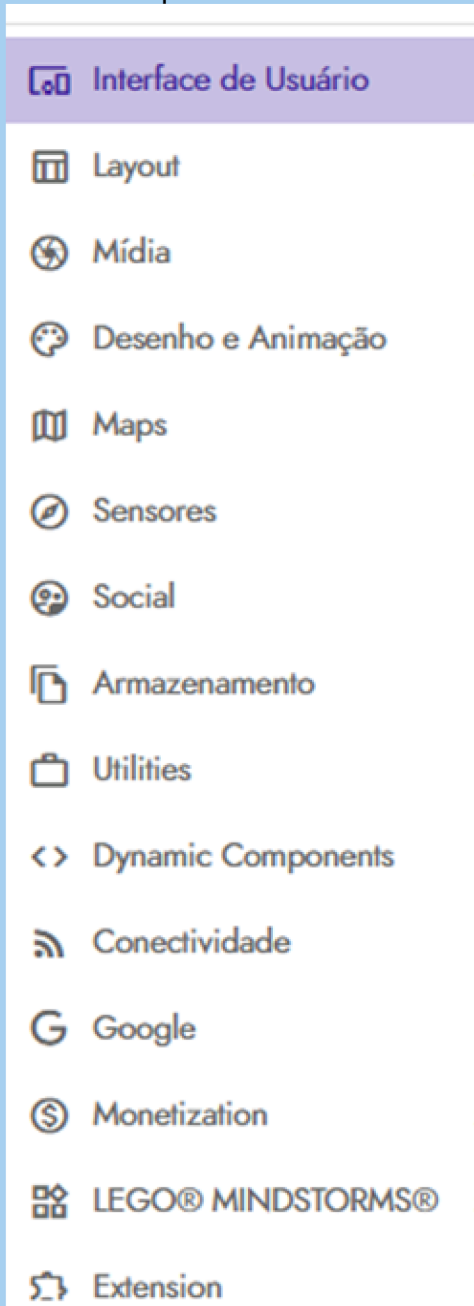 Interface de Usuário
Layout
Mídia
Desenho e Animação
Maps
Sensores
Social
Armazenamento
Utilities
Dynamic Components
Conectividade
Google
Monetization
LEGO® MINDSTORMS®
Extension